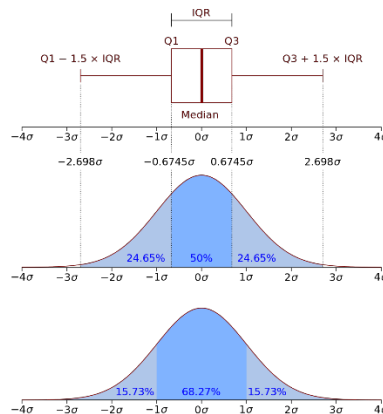 IQR
Q1 Q3
Q1 − 1.5 × IQR Q3 + 1.5 × IQR
Median
−4σ −3σ −2σ −1σ 0σ 1σ 2σ 3σ 4σ
−2.698σ −0.6745σ 0.6745σ 2.698σ
24.65% 50% 24.65%
−4σ −3σ −2σ −1σ 0σ 1σ 2σ 3σ 4σ
15.73% 68.27% 15.73%
−4σ −3σ −2σ −1σ 0σ 1σ 2σ 3σ 4σ